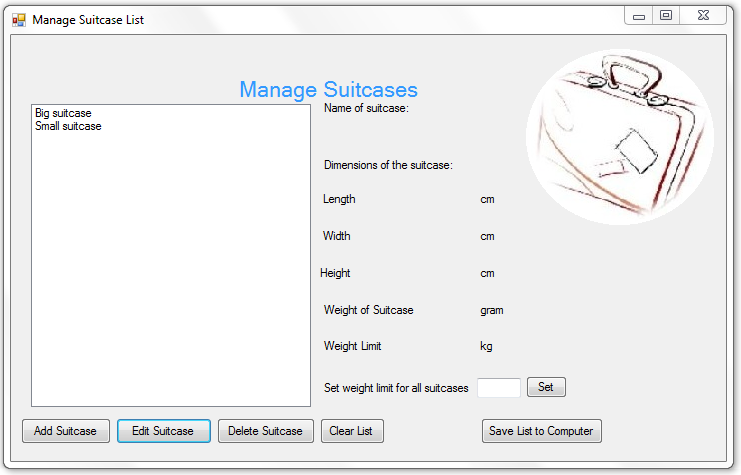 Manage Suitcase List
Manage Suitcases
Big suitcase
Small suitcase
Name of suitcase:
Dimensions of the suitcase:
Length cm
Width cm
Height cm
Weight of Suitcase gram
Weight Limit kg
Set weight limit for all suitcases Set
Add Suitcase Edit Suitcase Delete Suitcase Clear List Save List to Computer